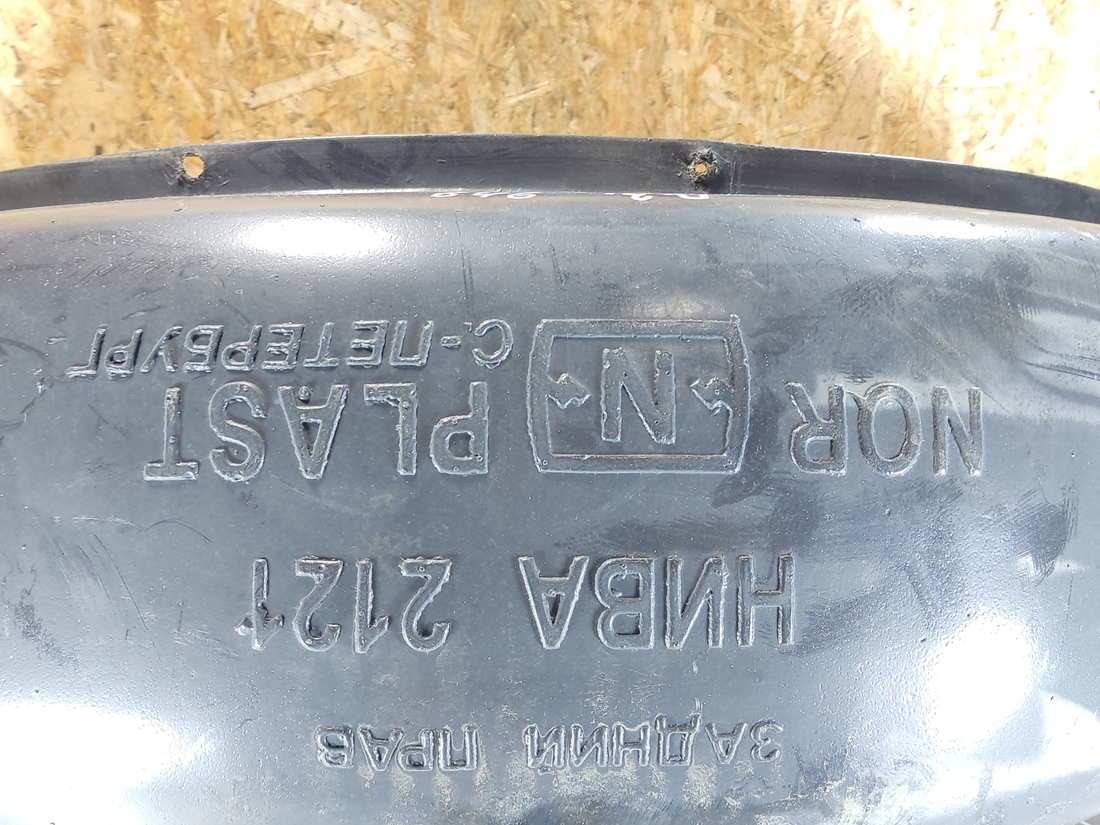 ЗАДНИЙ ПРАВ
НИВА 2121
NOR N PLAST
С.-ПЕТЕРБУРГ